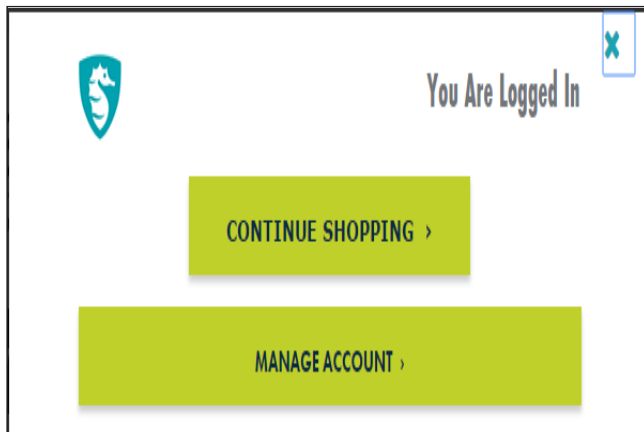 You Are Logged In
CONTINUE SHOPPING ›
MANAGE ACCOUNT ›